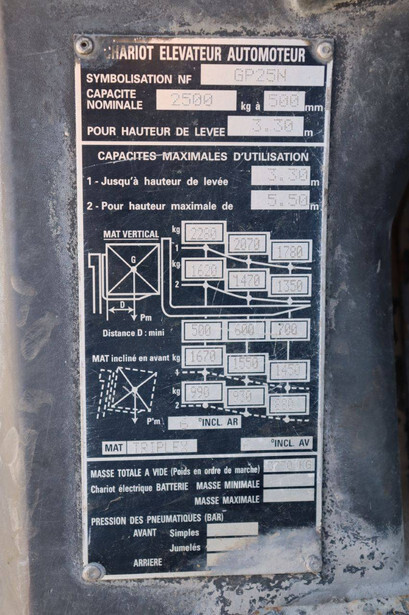 CHARIOT ELEVATEUR AUTOMOTEUR
SYMBOLISATION NF GP25N
CAPACITE NOMINALE 2500 kg à 500 mm
POUR HAUTEUR DE LEVEE 3.30 m
CAPACITES MAXIMALES D'UTILISATION
1 - Jusqu'à hauteur de levée 3.30 m
2 - Pour hauteur maximale de 5.50 m
MAT VERTICAL kg 1 2280 2070 1780
kg 2 1620 1470 1350
G
D
Pm
Distance D : mini 500 600 700
MAT incliné en avant kg 1 1670 1550 1450
P'm kg 2 990 930
°INCL. AR
MAT TRIPLEX °INCL. AV
MASSE TOTALE A VIDE (Poids en ordre de marche)
Chariot électrique BATTERIE MASSE MINIMALE
MASSE MAXIMALE
PRESSION DES PNEUMATIQUES (BAR)
AVANT Simples
Jumelés
ARRIERE